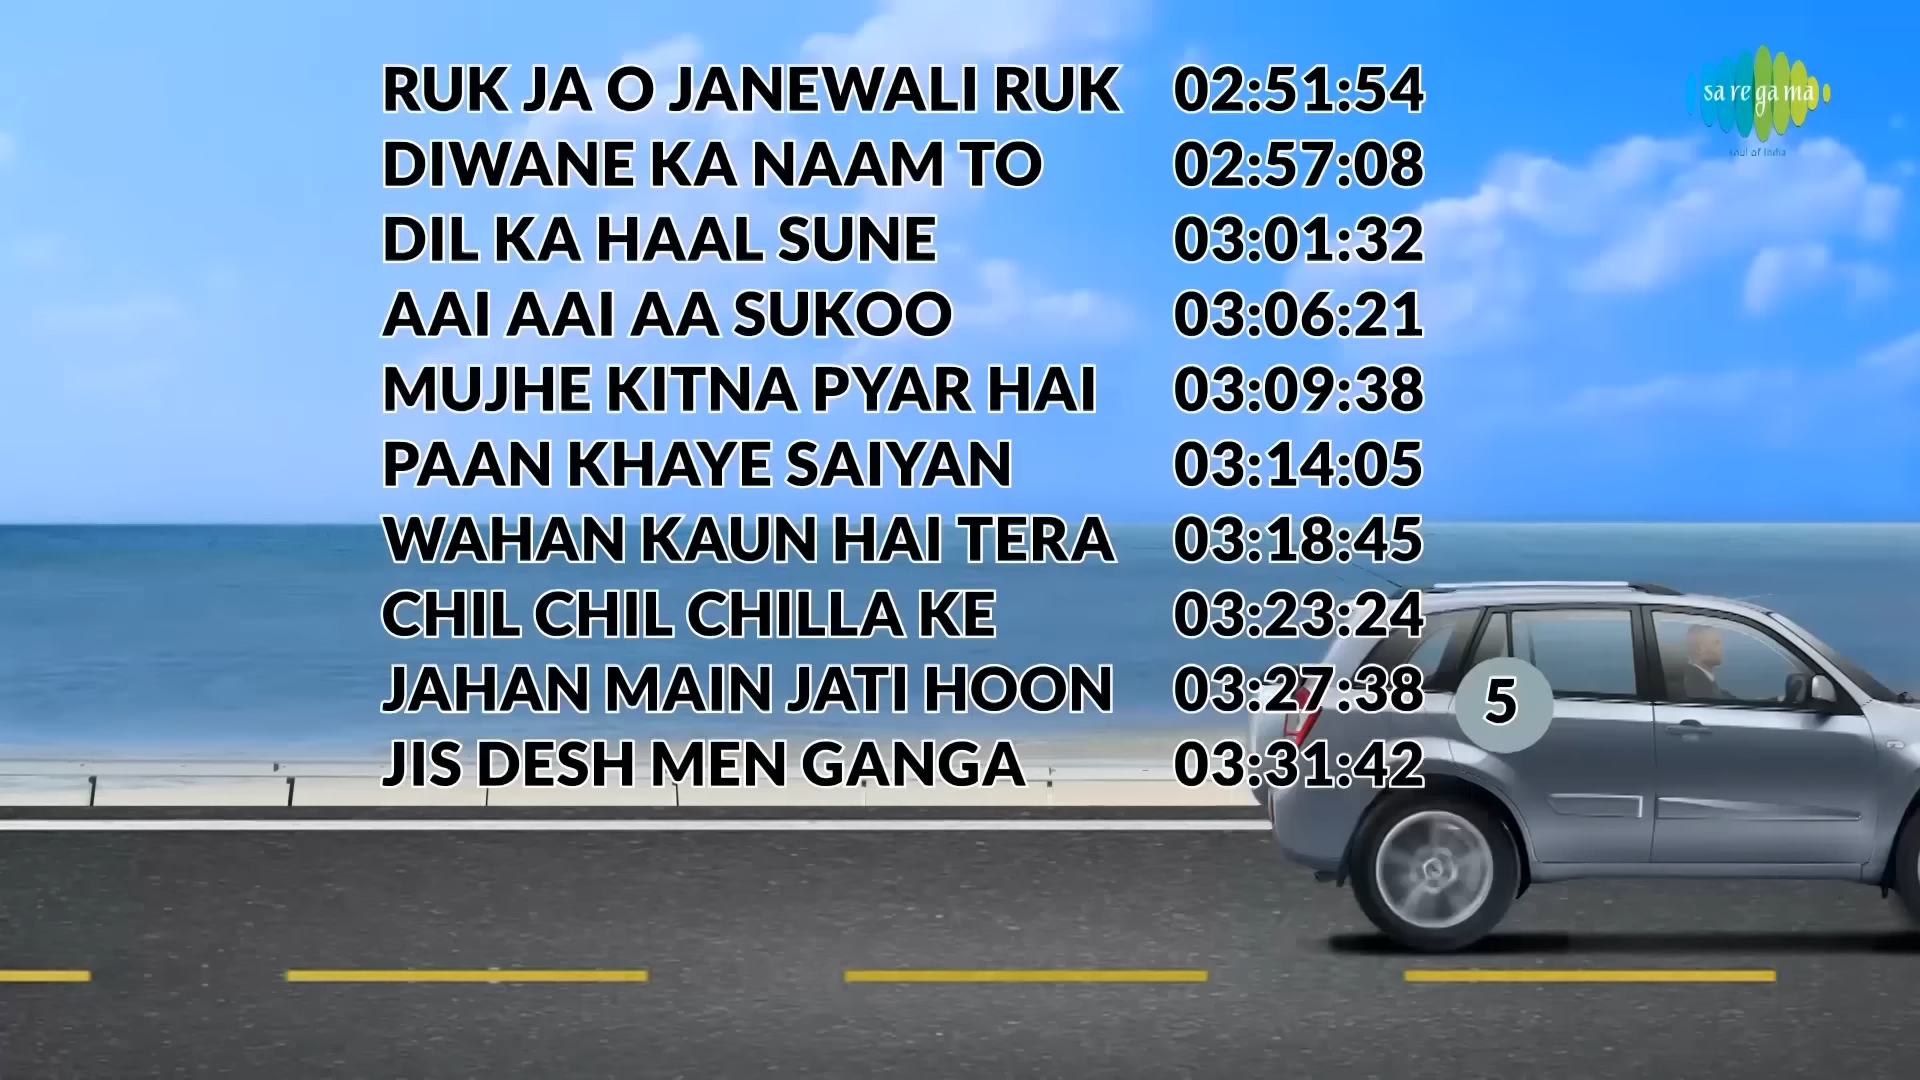 RUK JA O JANEWALI RUK 02:51:54
DIWANE KA NAAM TO 02:57:08
DIL KA HAAL SUNE 03:01:32
AAI AAI AA SUKOO 03:06:21
MUJHE KITNA PYAR HAI 03:09:38
PAAN KHAYE SAIYAN 03:14:05
WAHAN KAUN HAI TERA 03:18:45
CHIL CHIL CHILLA KE 03:23:24
JAHAN MAIN JATI HOON 03:27:38
JIS DESH MEN GANGA 03:31:42
5
sa re ga ma
soul of India